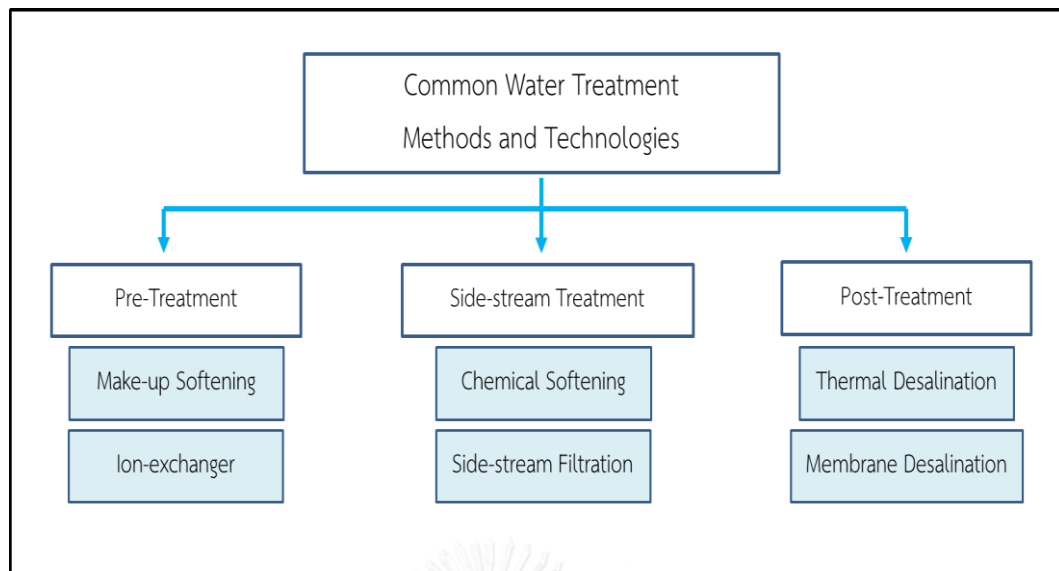 Common Water Treatment
Methods and Technologies
Pre-Treatment
Side-stream Treatment
Post-Treatment
Make-up Softening
Chemical Softening
Thermal Desalination
Ion-exchanger
Side-stream Filtration
Membrane Desalination